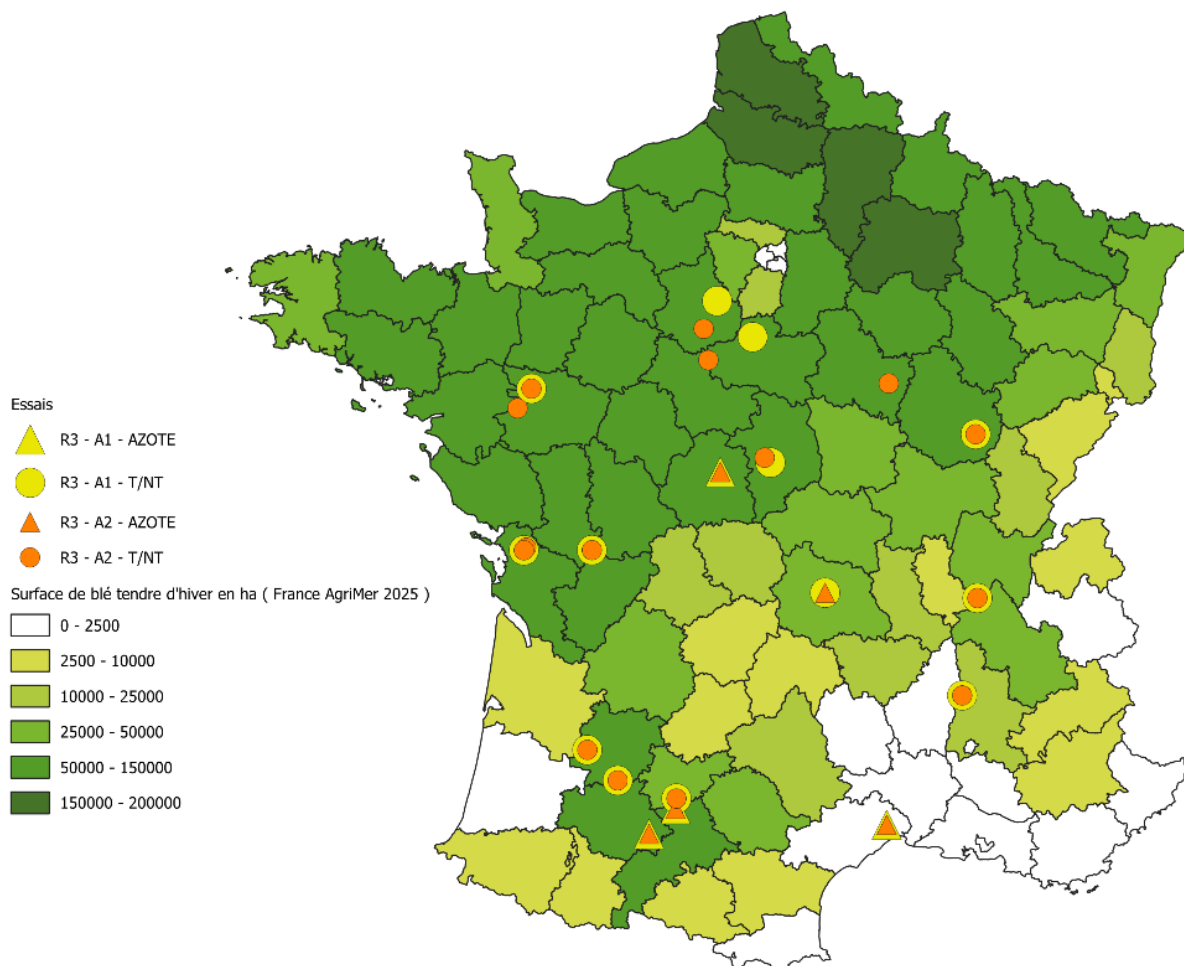 Essais
R3 - A1 - AZOTE
R3 - A1 - T/NT
R3 - A2 - AZOTE
R3 - A2 - T/NT
Surface de blé tendre d'hiver en ha ( France AgriMer 2025 )
0 - 2500
2500 - 10000
10000 - 25000
25000 - 50000
50000 - 150000
150000 - 200000